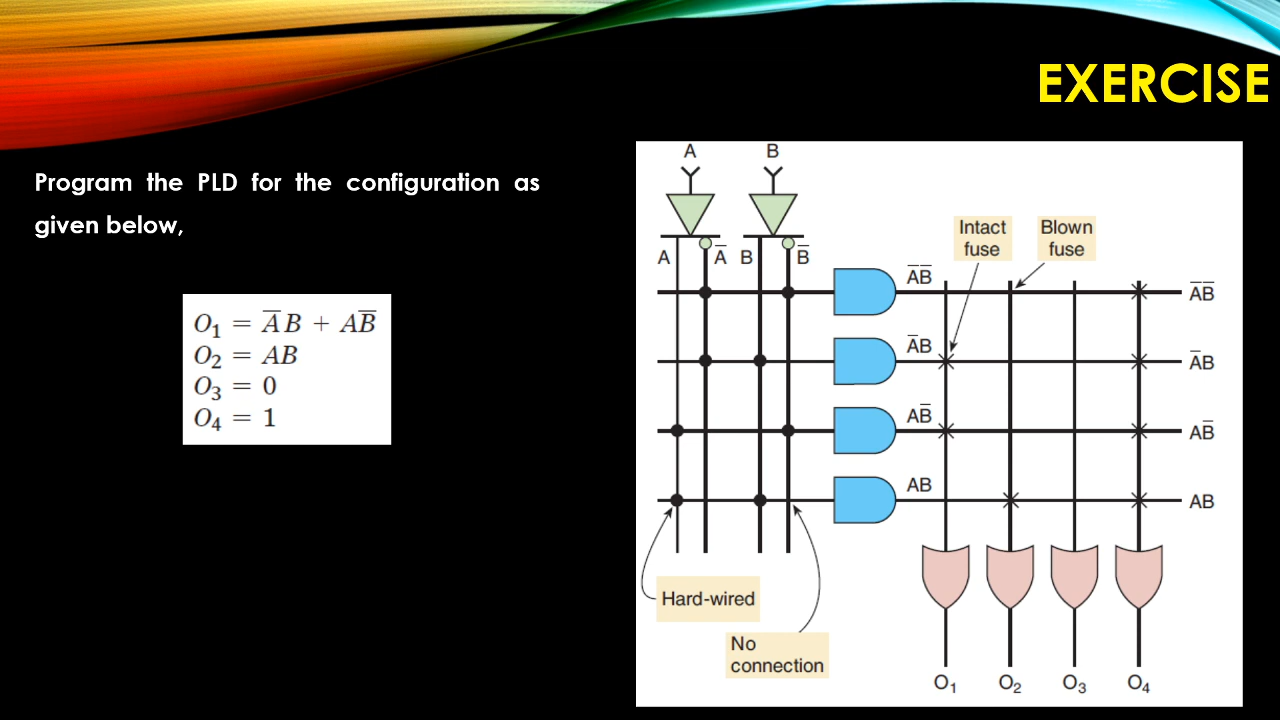 EXERCISE
Program the PLD for the configuration as
given below,
O₁ = A̅B + AB̅
O₂ = AB
O₃ = 0
O₄ = 1
A B
A A̅ B B̅
Intact
fuse
Blown
fuse
A̅B̅
A̅B̅
A̅B
A̅B
AB̅
AB̅
AB
AB
Hard-wired
No
connection
O₁ O₂ O₃ O₄